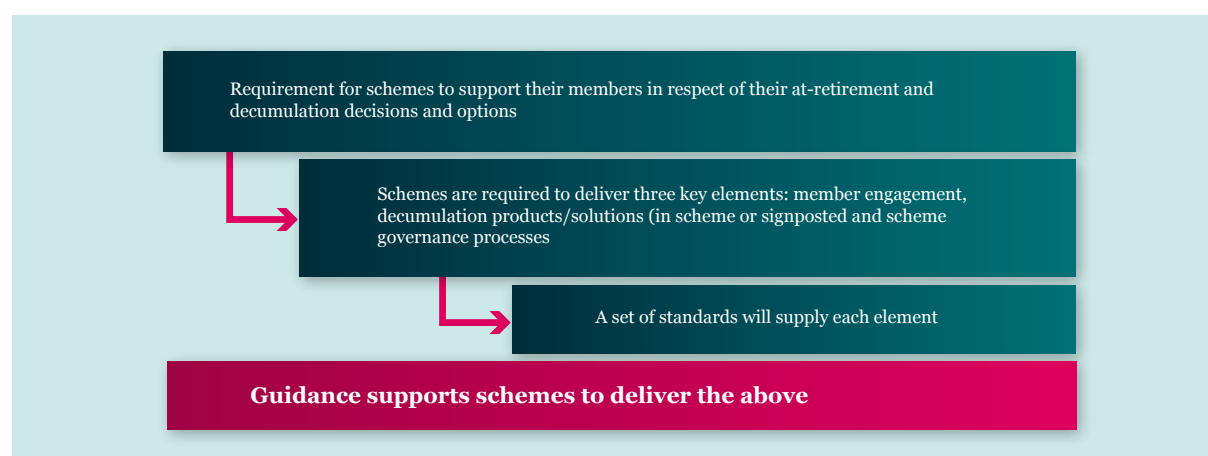 Requirement for schemes to support their members in respect of their at-retirement and
decumulation decisions and options
Schemes are required to deliver three key elements: member engagement,
decumulation products/solutions (in scheme or signposted and scheme
governance processes
A set of standards will supply each element
Guidance supports schemes to deliver the above